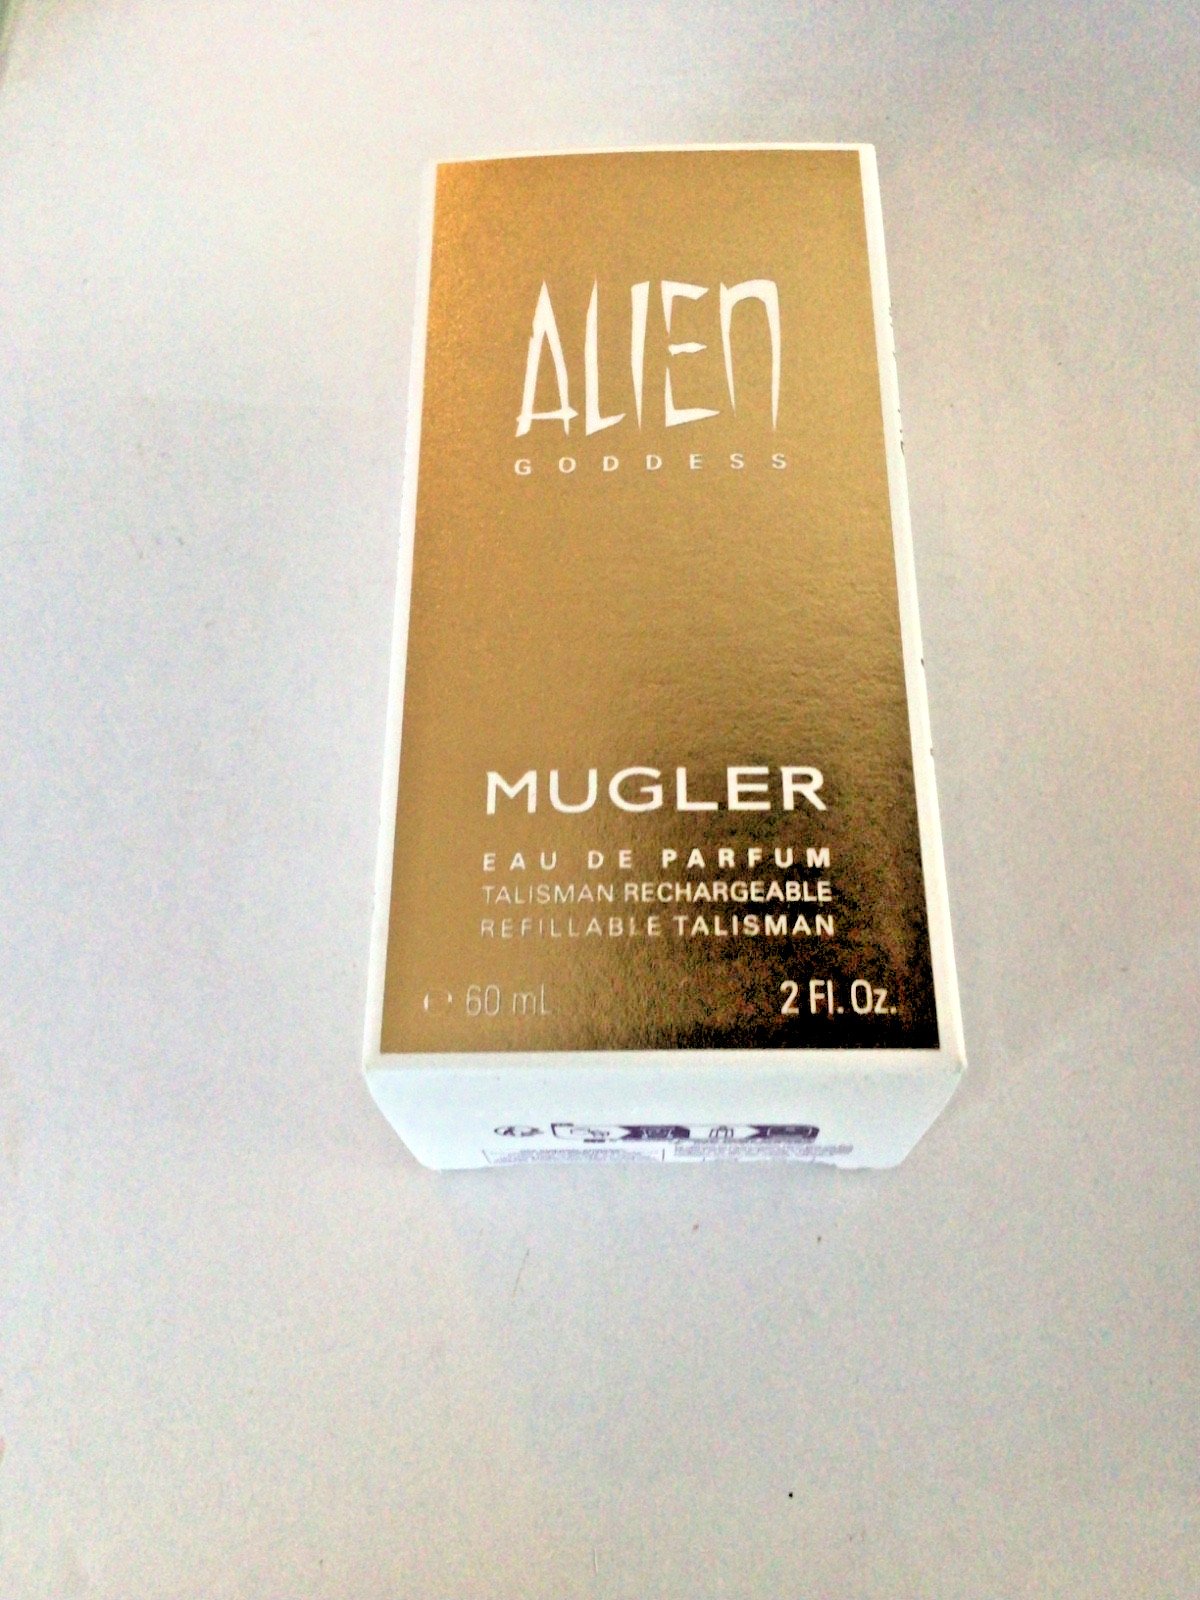 ALIEN
GODDESS
MUGLER
EAU DE PARFUM
TALISMAN RECHARGEABLE
REFILLABLE TALISMAN
℮ 60 mL 2 Fl. Oz.